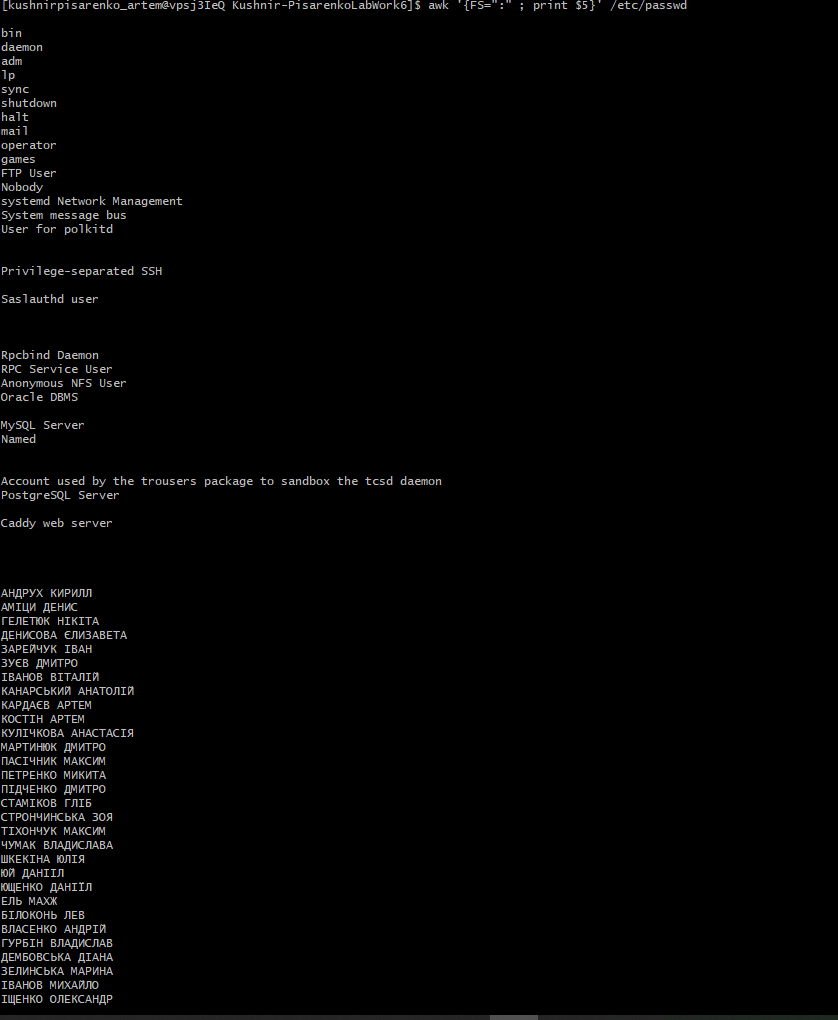 [kushnirpisarenko_artem@vpsj3IeQ Kushnir-PisarenkoLabWork6]$ awk '{FS=":" ; print $5}' /etc/passwd
bin
daemon
adm
lp
sync
shutdown
halt
mail
operator
games
FTP User
Nobody
systemd Network Management
System message bus
User for polkitd
Privilege-separated SSH
Saslauthd user
Rpcbind Daemon
RPC Service User
Anonymous NFS User
Oracle DBMS
MySQL Server
Named
Account used by the trousers package to sandbox the tcsd daemon
PostgreSQL Server
Caddy web server
АНДРУХ КИРИЛЛ
АМІЦИ ДЕНИС
ГЕЛЕТЮК НІКІТА
ДЕНИСОВА ЄЛИЗАВЕТА
ЗАРЕЙЧУК ІВАН
ЗУЄВ ДМИТРО
ІВАНОВ ВІТАЛІЙ
КАНАРСЬКИЙ АНАТОЛІЙ
КАРДАЄВ АРТЕМ
КОСТІН АРТЕМ
КУЛІЧКОВА АНАСТАСІЯ
МАРТИНЮК ДМИТРО
ПАСІЧНИК МАКСИМ
ПЕТРЕНКО МИКИТА
ПІДЧЕНКО ДМИТРО
СТАМІКОВ ГЛІБ
СТРОНЧИНСЬКА ЗОЯ
ТІХОНЧУК МАКСИМ
ЧУМАК ВЛАДИСЛАВА
ШКЕКІНА ЮЛІЯ
ЮЙ ДАНІІЛ
ЮЩЕНКО ДАНІЇЛ
ЕЛЬ МАХЖ
БІЛОКОНЬ ЛЕВ
ВЛАСЕНКО АНДРІЙ
ГУРБІН ВЛАДИСЛАВ
ДЕМБОВСЬКА ДІАНА
ЗЕЛИНСЬКА МАРИНА
ІВАНОВ МИХАЙЛО
ІЩЕНКО ОЛЕКСАНДР